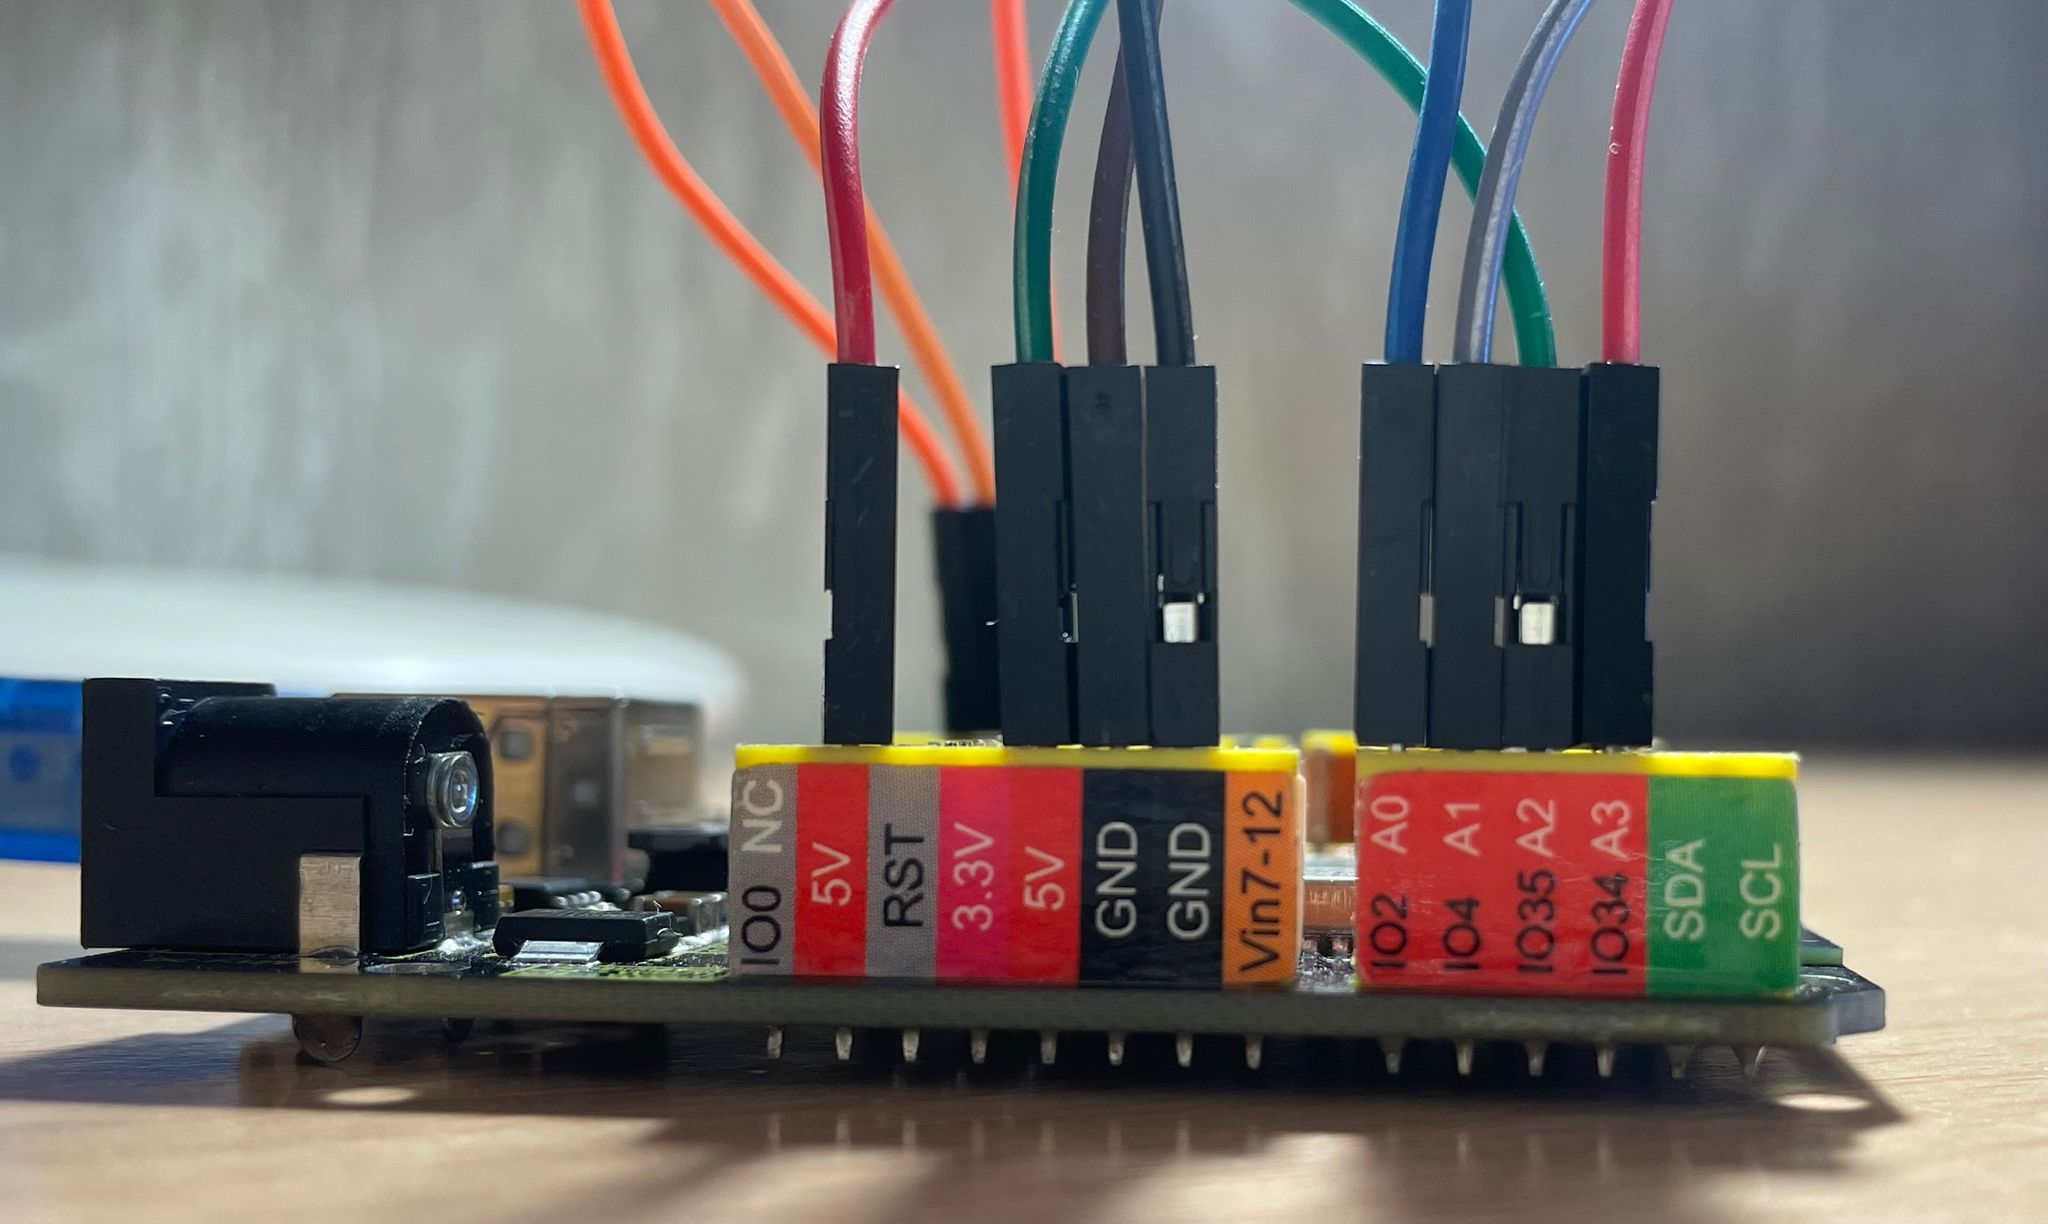 IO0 NC
5V
RST
3.3V
5V
GND
GND
Vin7-12
IO2 A0
IO4 A1
IO35 A2
IO34 A3
SDA
SCL